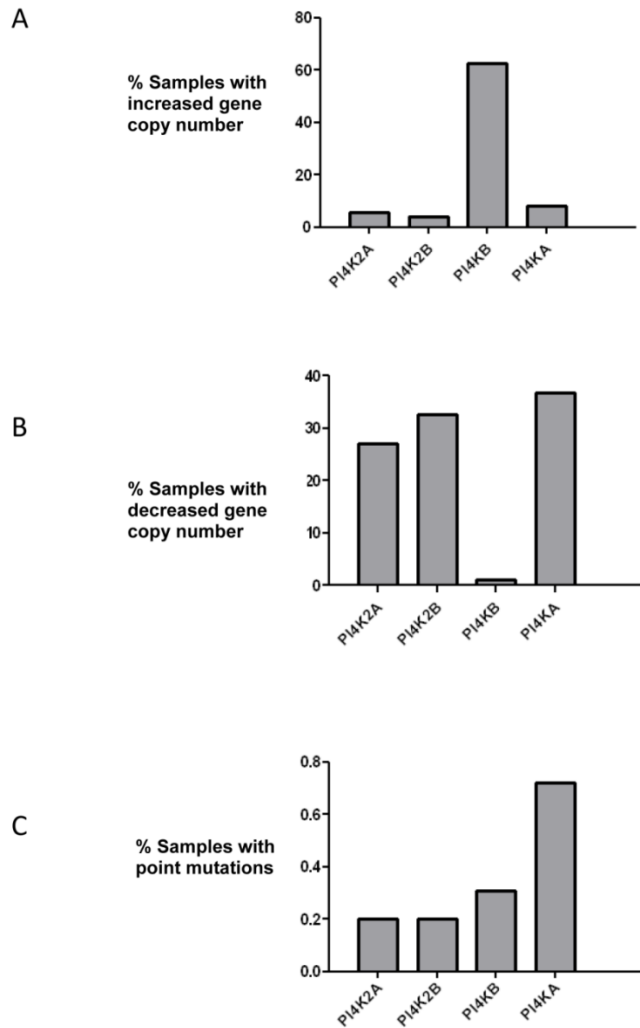 A
% Samples with
increased gene
copy number
80
60
40
20
0
PI4K2A
PI4K2B
PI4KB
PI4KA
B
% Samples with
decreased gene
copy number
40
30
20
10
0
PI4K2A
PI4K2B
PI4KB
PI4KA
C
% Samples with
point mutations
0.8
0.6
0.4
0.2
0.0
PI4K2A
PI4K2B
PI4KB
PI4KA